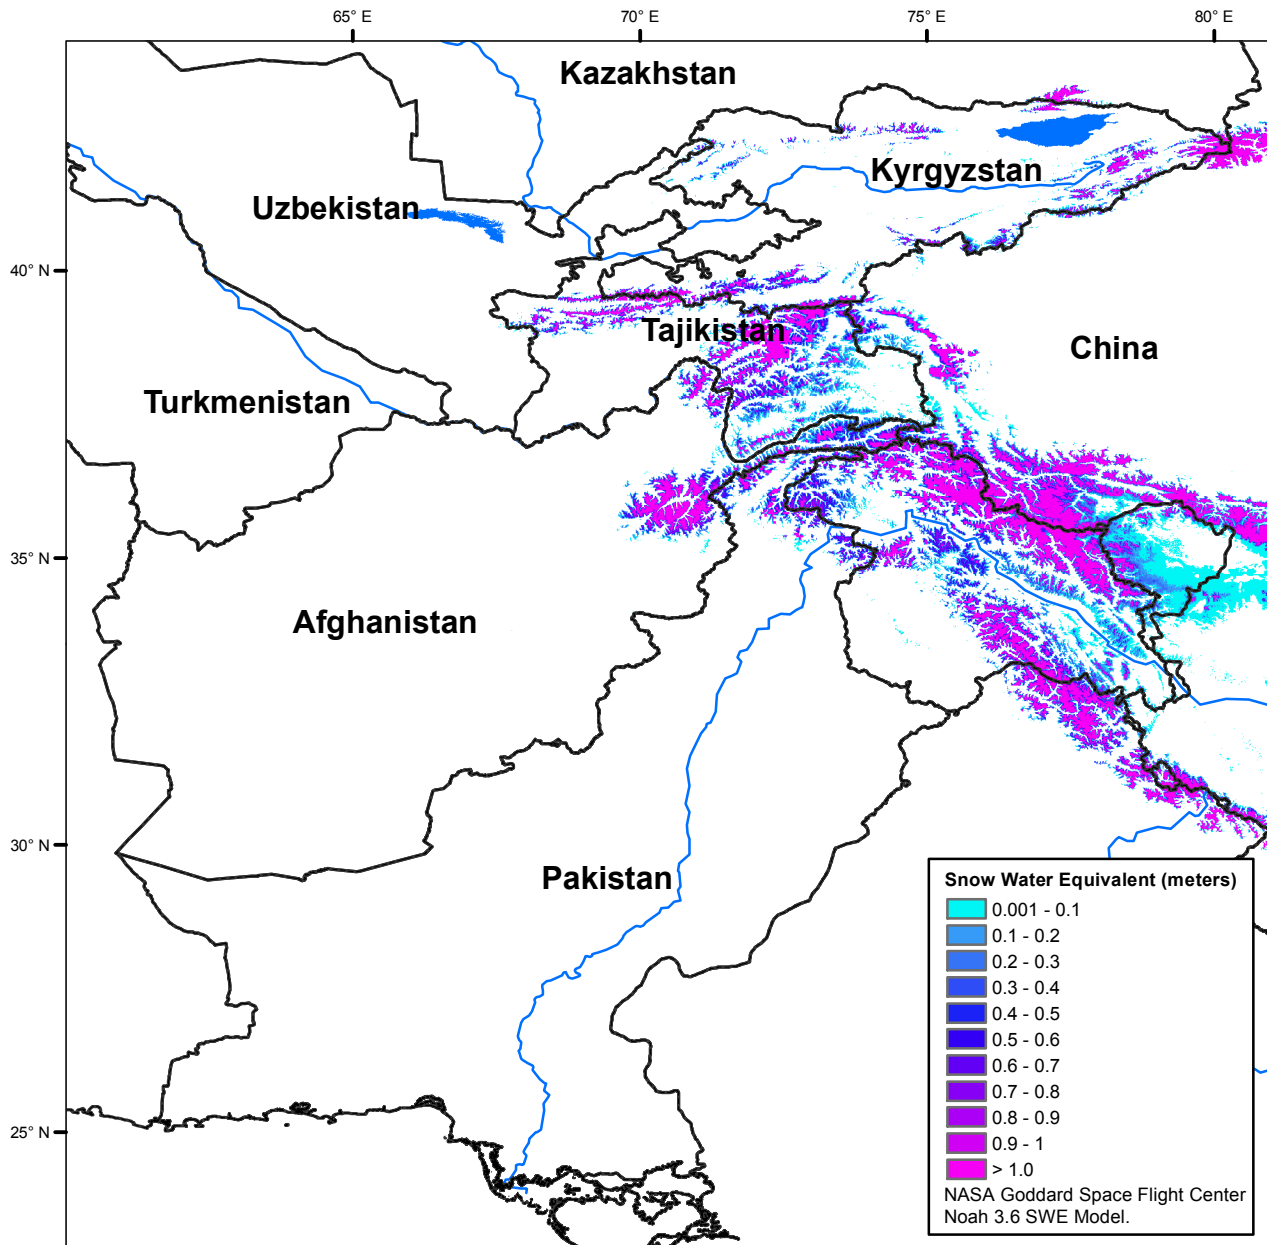 65° E
70° E
75° E
80° E
Kazakhstan
Kyrgyzstan
Uzbekistan
40° N
Tajikistan
China
Turkmenistan
35° N
Afghanistan
30° N
Pakistan
Snow Water Equivalent (meters)
0.001 - 0.1
0.1 - 0.2
0.2 - 0.3
0.3 - 0.4
0.4 - 0.5
0.5 - 0.6
0.6 - 0.7
0.7 - 0.8
0.8 - 0.9
0.9 - 1
> 1.0
25° N
NASA Goddard Space Flight Center
Noah 3.6 SWE Model.